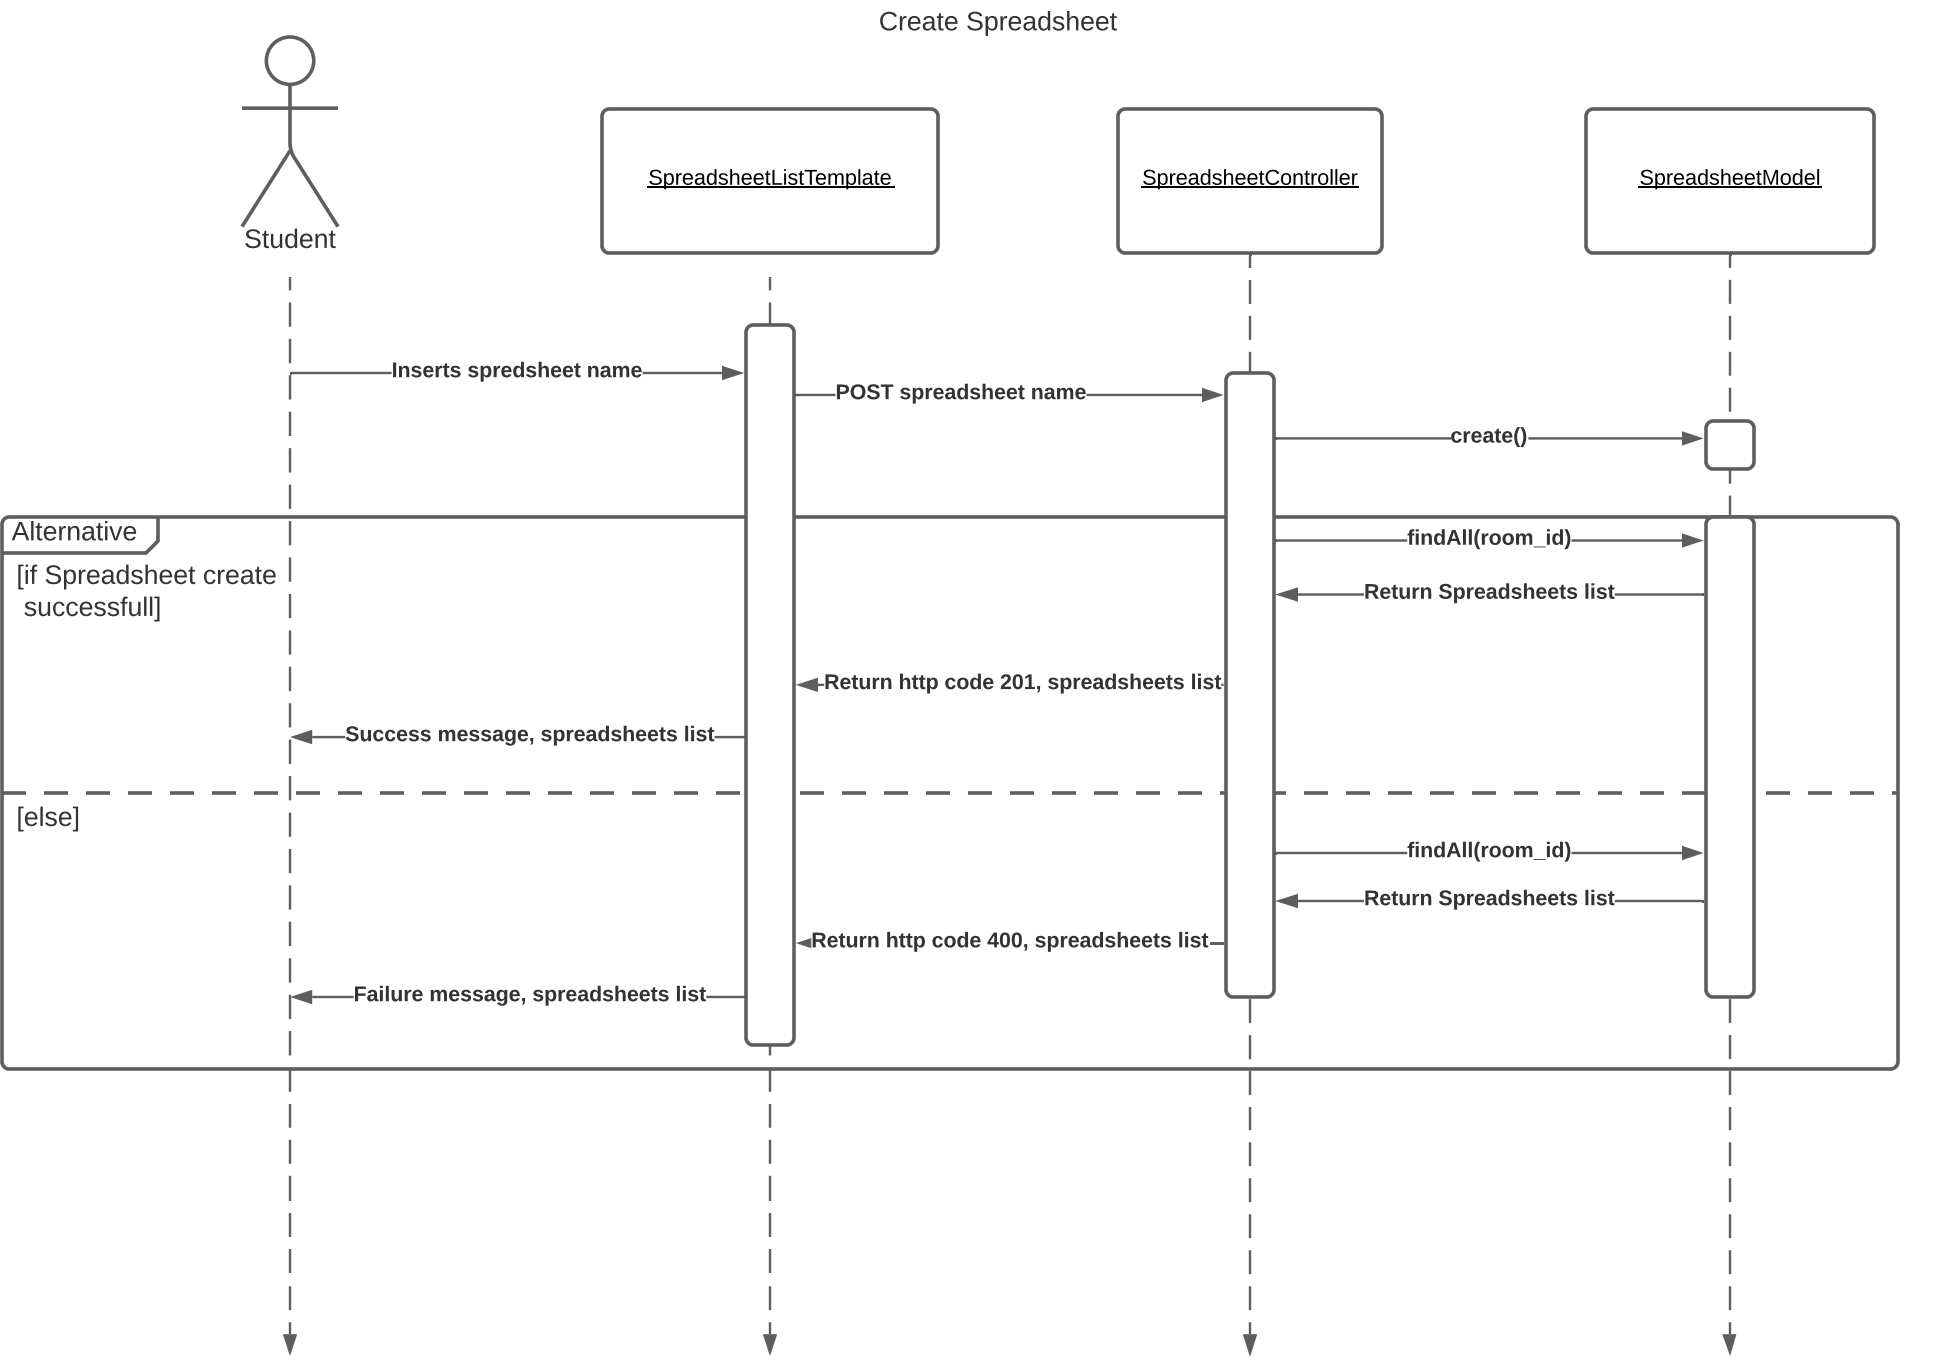 Create Spreadsheet
Student
SpreadsheetListTemplate
SpreadsheetController
SpreadsheetModel
Inserts spredsheet name
POST spreadsheet name
create()
Alternative
[if Spreadsheet create
successfull]
findAll(room_id)
Return Spreadsheets list
Return http code 201, spreadsheets list
Success message, spreadsheets list
[else]
findAll(room_id)
Return Spreadsheets list
Return http code 400, spreadsheets list
Failure message, spreadsheets list